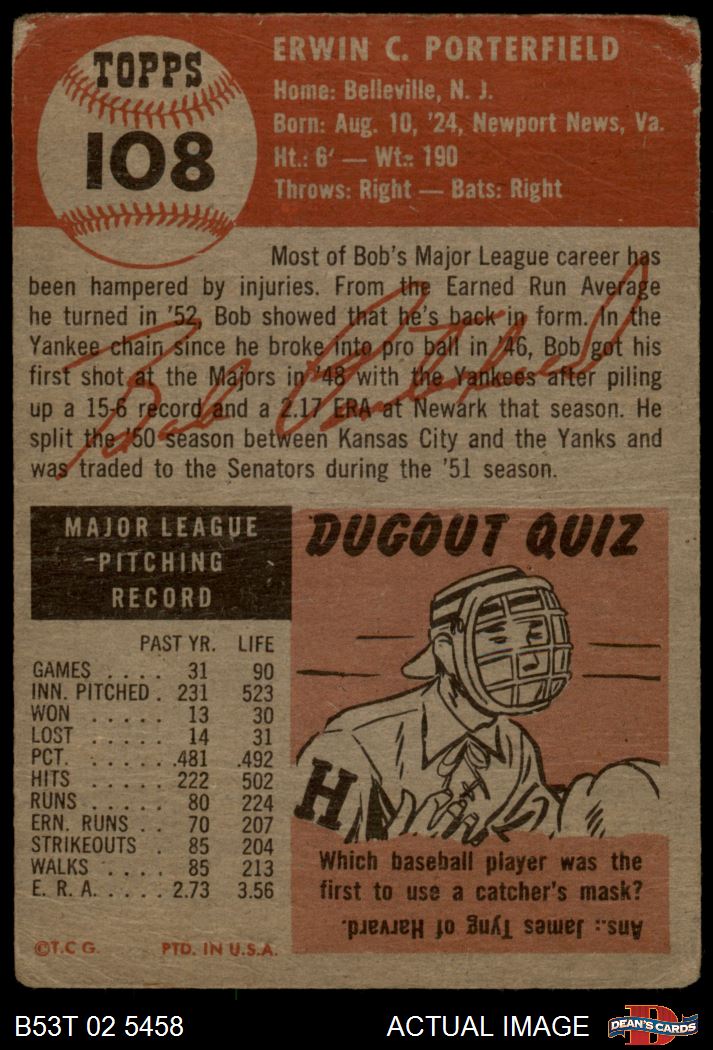 TOPPS
108
ERWIN C. PORTERFIELD
Home: Belleville, N. J.
Born: Aug. 10, '24, Newport News, Va.
Ht.: 6' — Wt.: 190
Throws: Right — Bats: Right
Most of Bob's Major League career has
been hampered by injuries. From the Earned Run Average
he turned in '52, Bob showed that he's back in form. In the
Yankee chain since he broke into pro ball in '46, Bob got his
first shot at the Majors in '48 with the Yankees after piling
up a 15-6 record and a 2.17 ERA at Newark that season. He
split the '50 season between Kansas City and the Yanks and
was traded to the Senators during the '51 season.
Bob Porterfield
MAJOR LEAGUE
PITCHING
RECORD
PAST YR. LIFE
GAMES . . . . 31 90
INN. PITCHED . 231 523
WON . . . . . 13 30
LOST . . . . . 14 31
PCT. . . . . . .481 .492
HITS . . . . . 222 502
RUNS . . . . . 80 224
ERN. RUNS . . 70 207
STRIKEOUTS . 85 204
WALKS . . . . 85 213
E. R. A. . . . . 2.73 3.56
©T.C G. PTD. IN U.S.A.
DUGOUT QUIZ
H
Which baseball player was the
first to use a catcher's mask?
Ans.: James Tyng of Harvard.
B53T 02 5458 ACTUAL IMAGE
D
DEAN'S CARDS